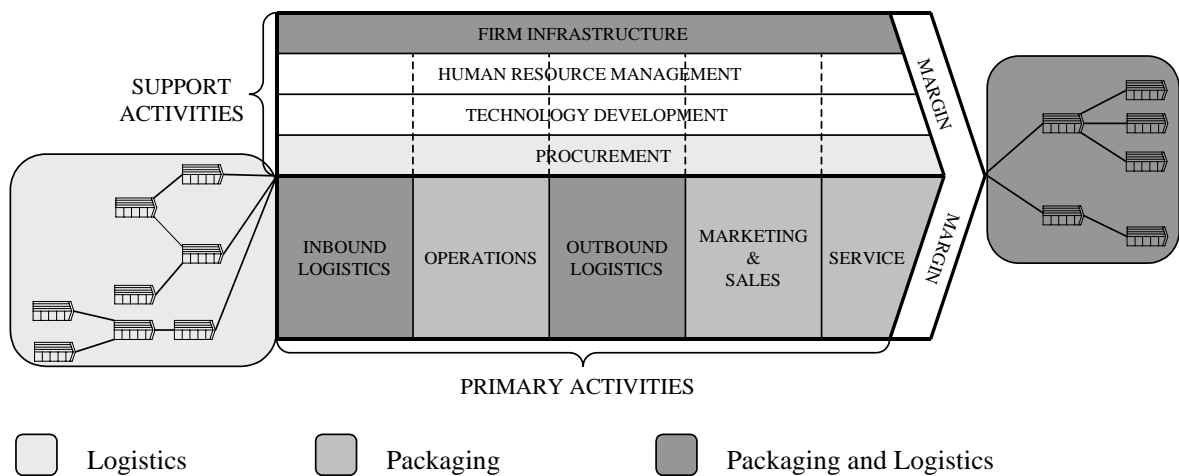 FIRM INFRASTRUCTURE
HUMAN RESOURCE MANAGEMENT
SUPPORT
ACTIVITIES
TECHNOLOGY DEVELOPMENT
PROCUREMENT
MARGIN
INBOUND
LOGISTICS
OPERATIONS
OUTBOUND
LOGISTICS
MARKETING
&
SALES
SERVICE
MARGIN
PRIMARY ACTIVITIES
Logistics
Packaging
Packaging and Logistics